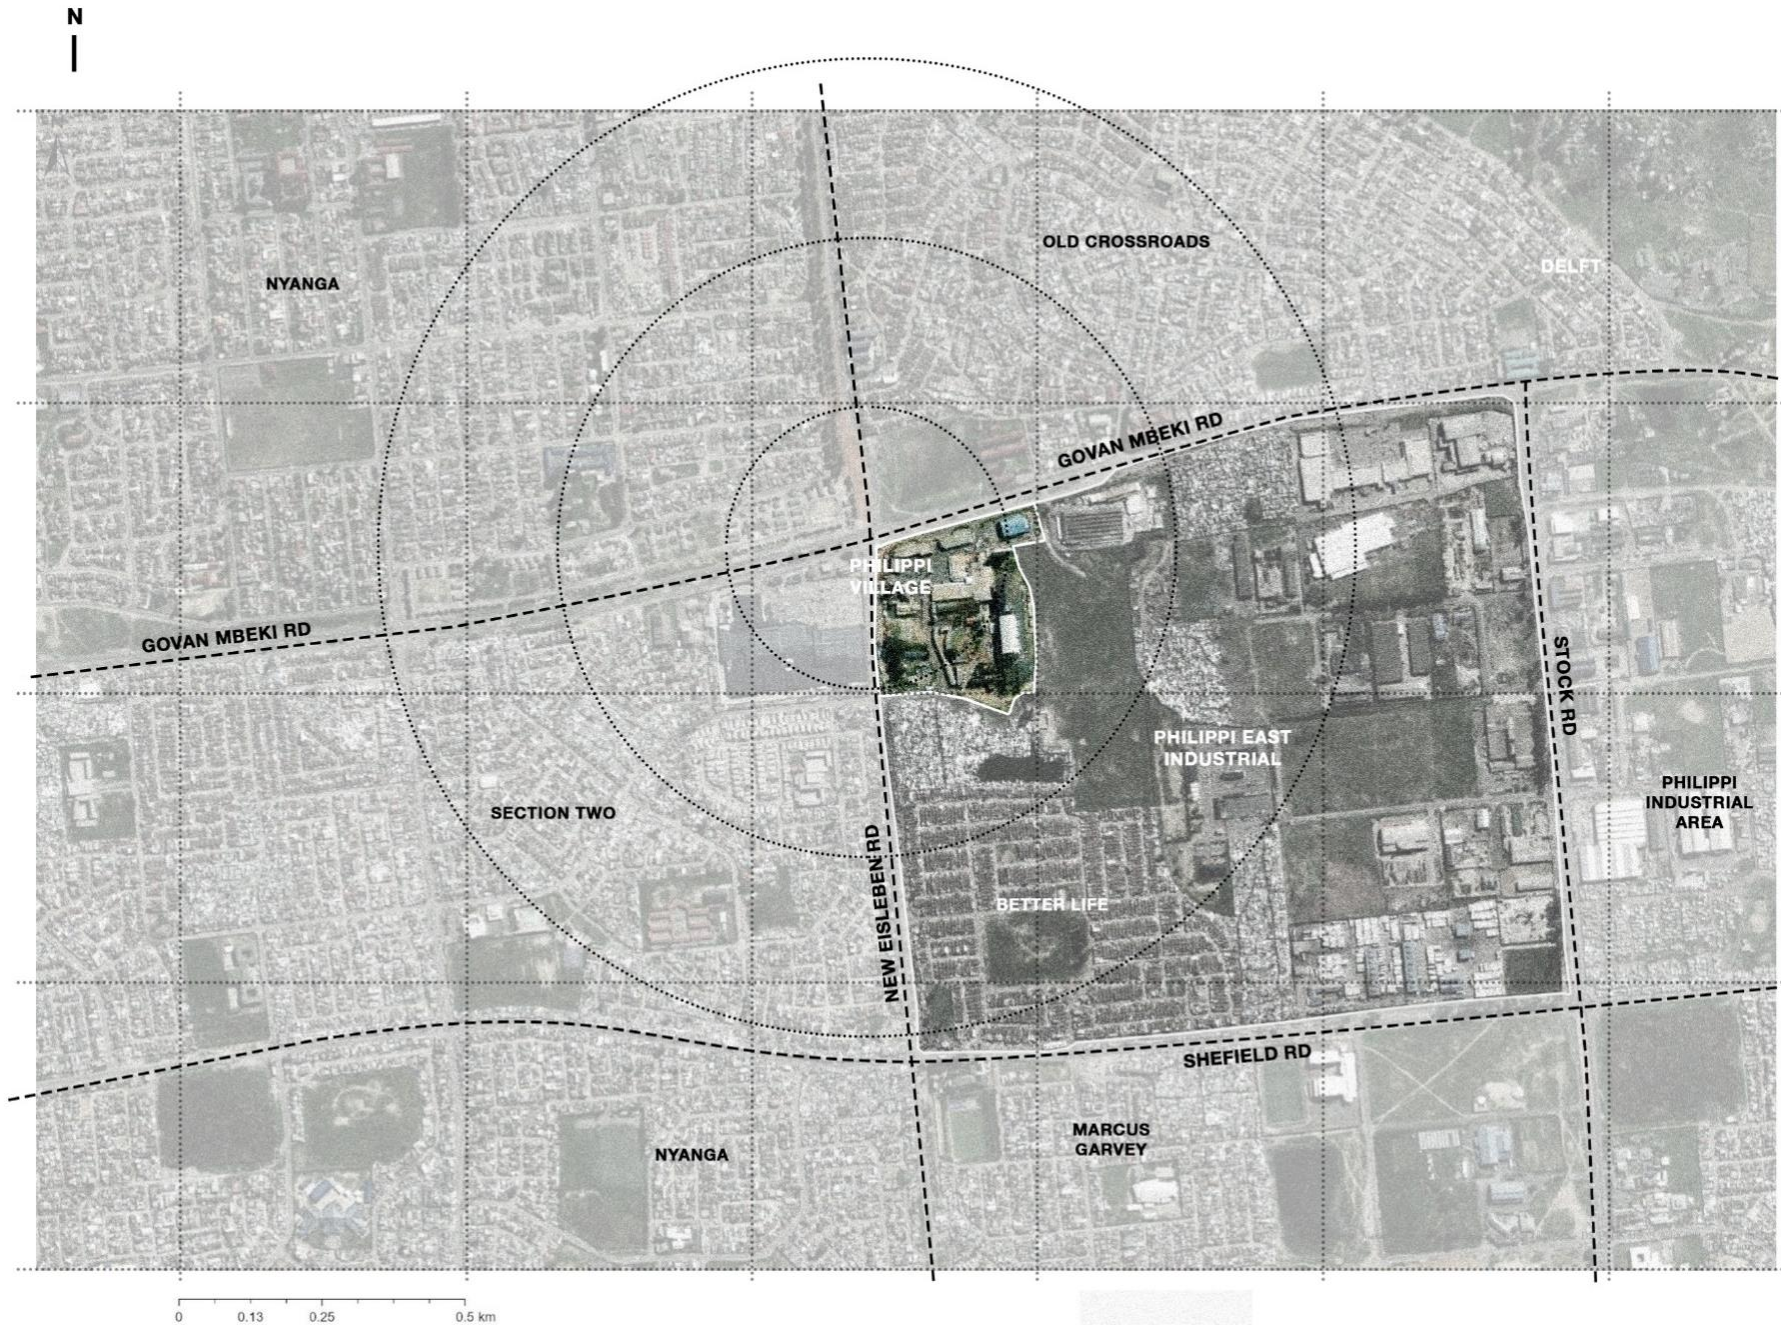 N
OLD CROSSROADS
DELFT
NYANGA
GOVAN MBEKI RD
PHILIPPI
VILLAGE
GOVAN MBEKI RD
STOCK RD
PHILIPPI EAST
INDUSTRIAL
PHILIPPI
INDUSTRIAL
AREA
SECTION TWO
NEW EISLEBEN RD
BETTER LIFE
SHEFIELD RD
MARCUS
GARVEY
NYANGA
0 0.13 0.25 0.5 km